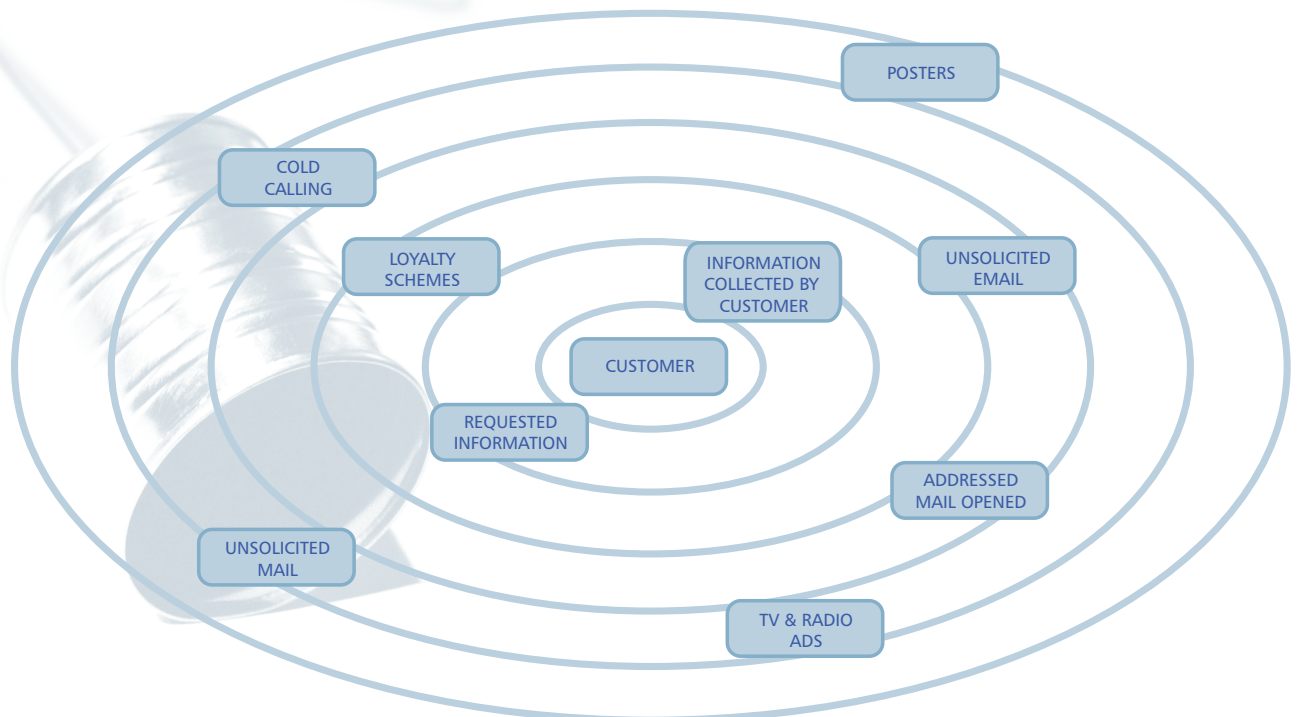 POSTERS
COLD
CALLING
LOYALTY
SCHEMES
INFORMATION
COLLECTED BY
CUSTOMER
UNSOLICITED
EMAIL
CUSTOMER
REQUESTED
INFORMATION
ADDRESSED
MAIL OPENED
UNSOLICITED
MAIL
TV & RADIO
ADS